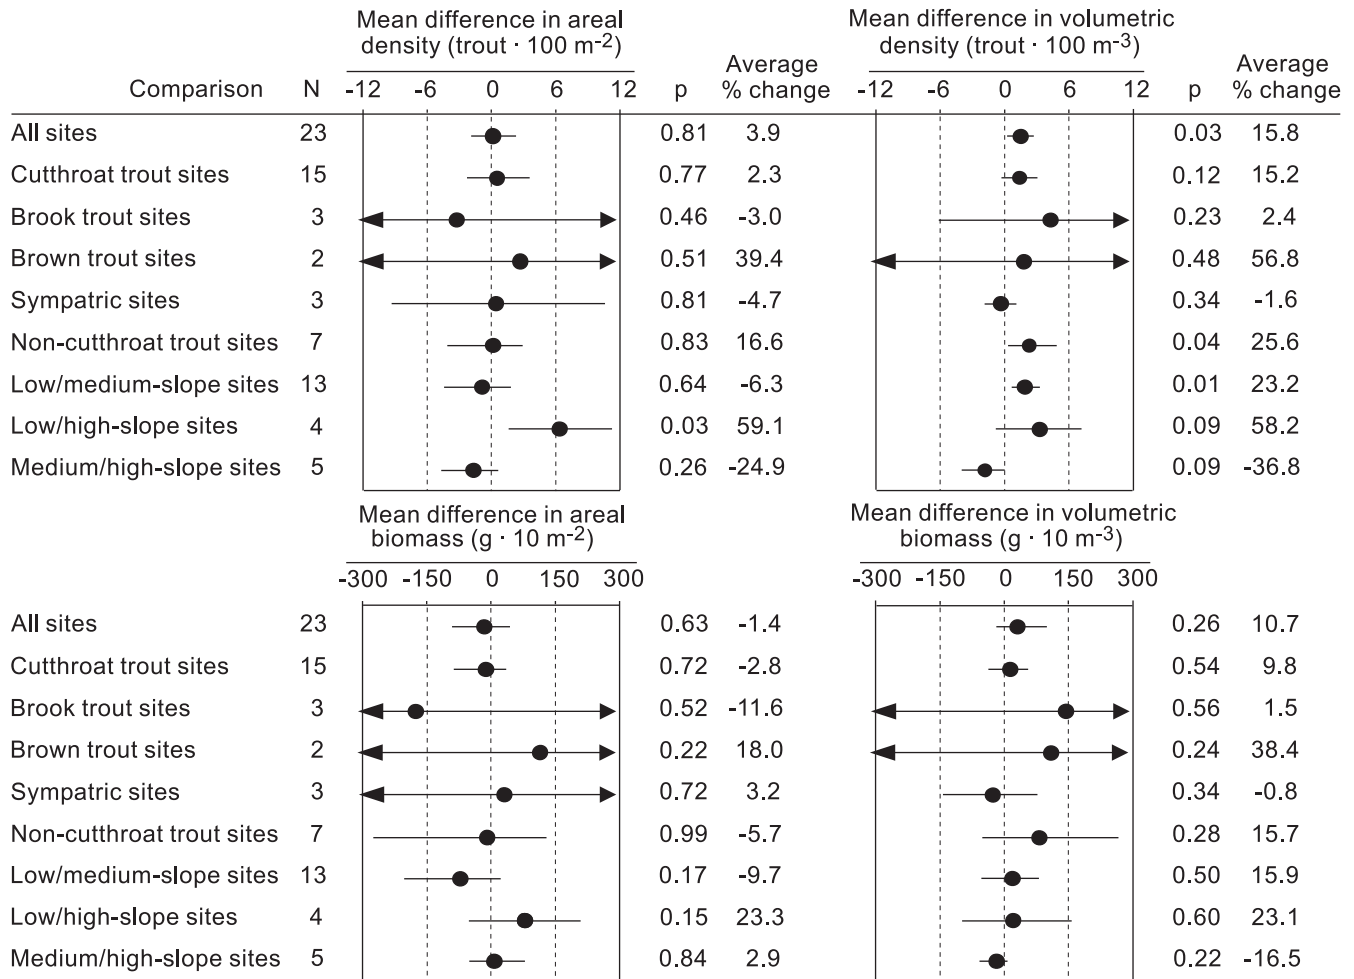 Mean difference in areal density (trout · 100 m-2)
Mean difference in volumetric density (trout · 100 m-3)
Comparison N -12 -6 0 6 12 p Average % change -12 -6 0 6 12 p Average % change
All sites 23 0.81 3.9 0.03 15.8
Cutthroat trout sites 15 0.77 2.3 0.12 15.2
Brook trout sites 3 0.46 -3.0 0.23 2.4
Brown trout sites 2 0.51 39.4 0.48 56.8
Sympatric sites 3 0.81 -4.7 0.34 -1.6
Non-cutthroat trout sites 7 0.83 16.6 0.04 25.6
Low/medium-slope sites 13 0.64 -6.3 0.01 23.2
Low/high-slope sites 4 0.03 59.1 0.09 58.2
Medium/high-slope sites 5 0.26 -24.9 0.09 -36.8
Mean difference in areal biomass (g · 10 m-2)
Mean difference in volumetric biomass (g · 10 m-3)
-300 -150 0 150 300 -300 -150 0 150 300
All sites 23 0.63 -1.4 0.26 10.7
Cutthroat trout sites 15 0.72 -2.8 0.54 9.8
Brook trout sites 3 0.52 -11.6 0.56 1.5
Brown trout sites 2 0.22 18.0 0.24 38.4
Sympatric sites 3 0.72 3.2 0.34 -0.8
Non-cutthroat trout sites 7 0.99 -5.7 0.28 15.7
Low/medium-slope sites 13 0.17 -9.7 0.50 15.9
Low/high-slope sites 4 0.15 23.3 0.60 23.1
Medium/high-slope sites 5 0.84 2.9 0.22 -16.5